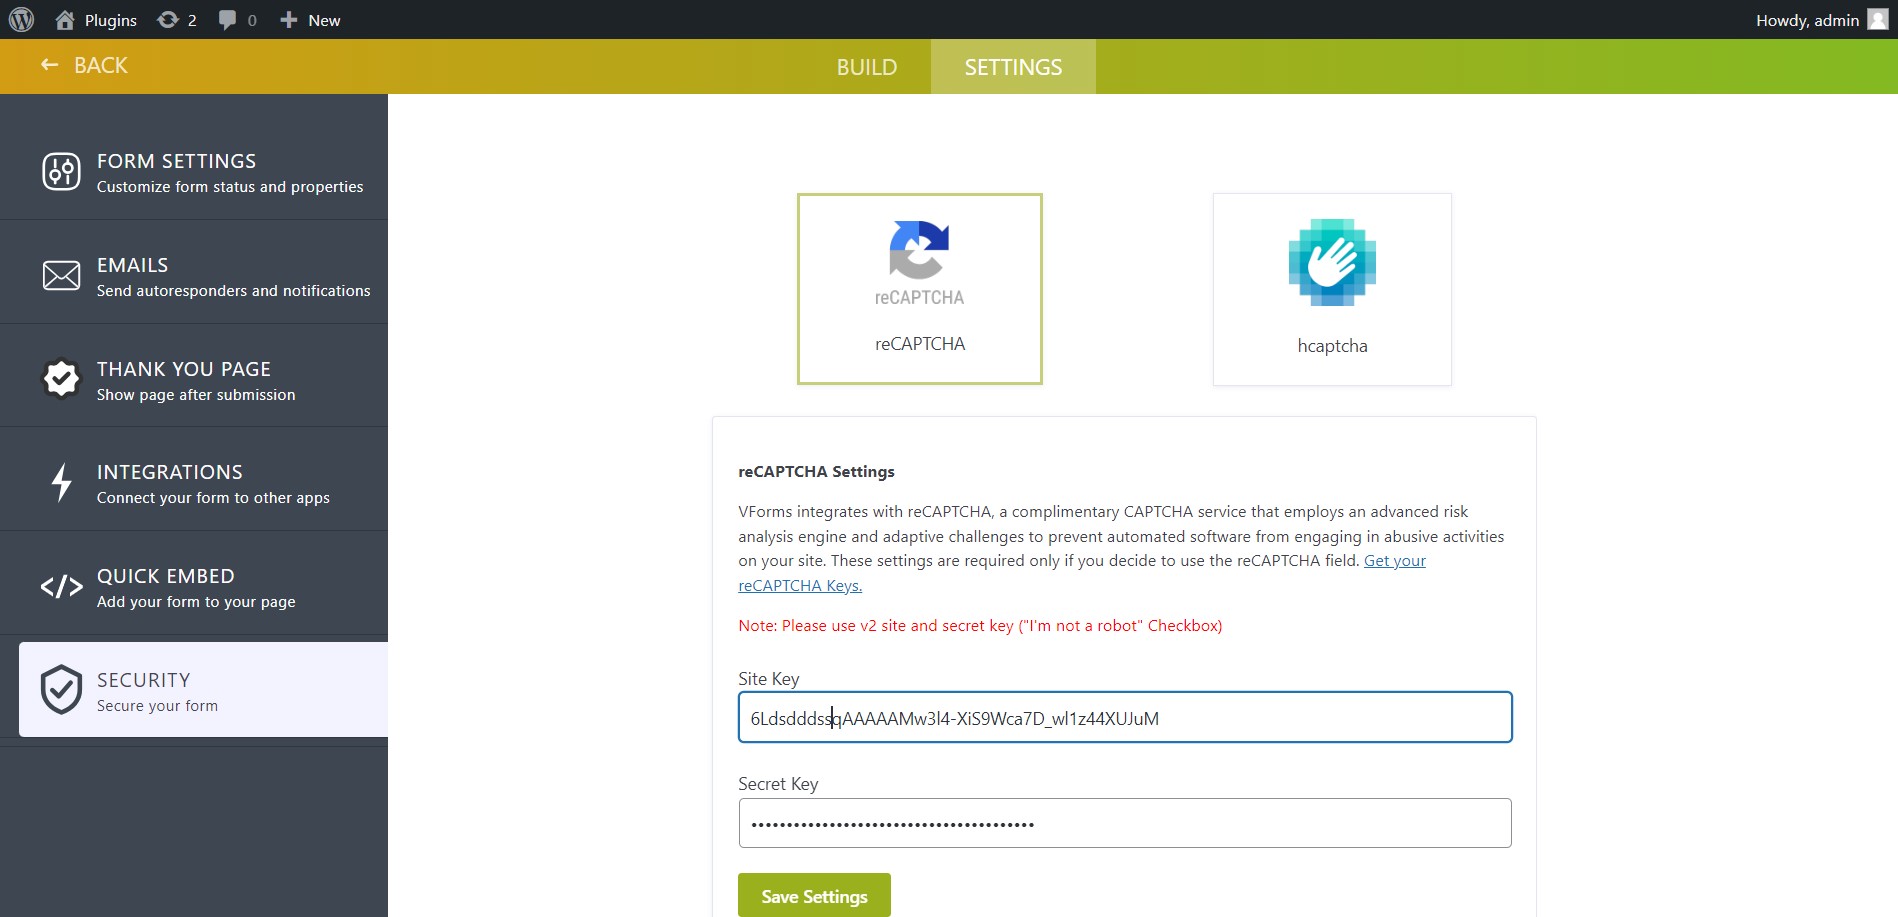 Plugins 2 0 New Howdy, admin
BACK BUILD SETTINGS
FORM SETTINGS
Customize form status and properties
EMAILS
Send autoresponders and notifications
THANK YOU PAGE
Show page after submission
INTEGRATIONS
Connect your form to other apps
QUICK EMBED
Add your form to your page
SECURITY
Secure your form
reCAPTCHA
reCAPTCHA
hcaptcha
reCAPTCHA Settings
VForms integrates with reCAPTCHA, a complimentary CAPTCHA service that employs an advanced risk
analysis engine and adaptive challenges to prevent automated software from engaging in abusive activities
on your site. These settings are required only if you decide to use the reCAPTCHA field. Get your
reCAPTCHA Keys.
Note: Please use v2 site and secret key ("I'm not a robot" Checkbox)
Site Key
6LdsdddssqAAAAAMw3l4-XiS9Wca7D_wl1z44XUJuM
Secret Key
••••••••••••••••••••••••••••••••••••••••
Save Settings